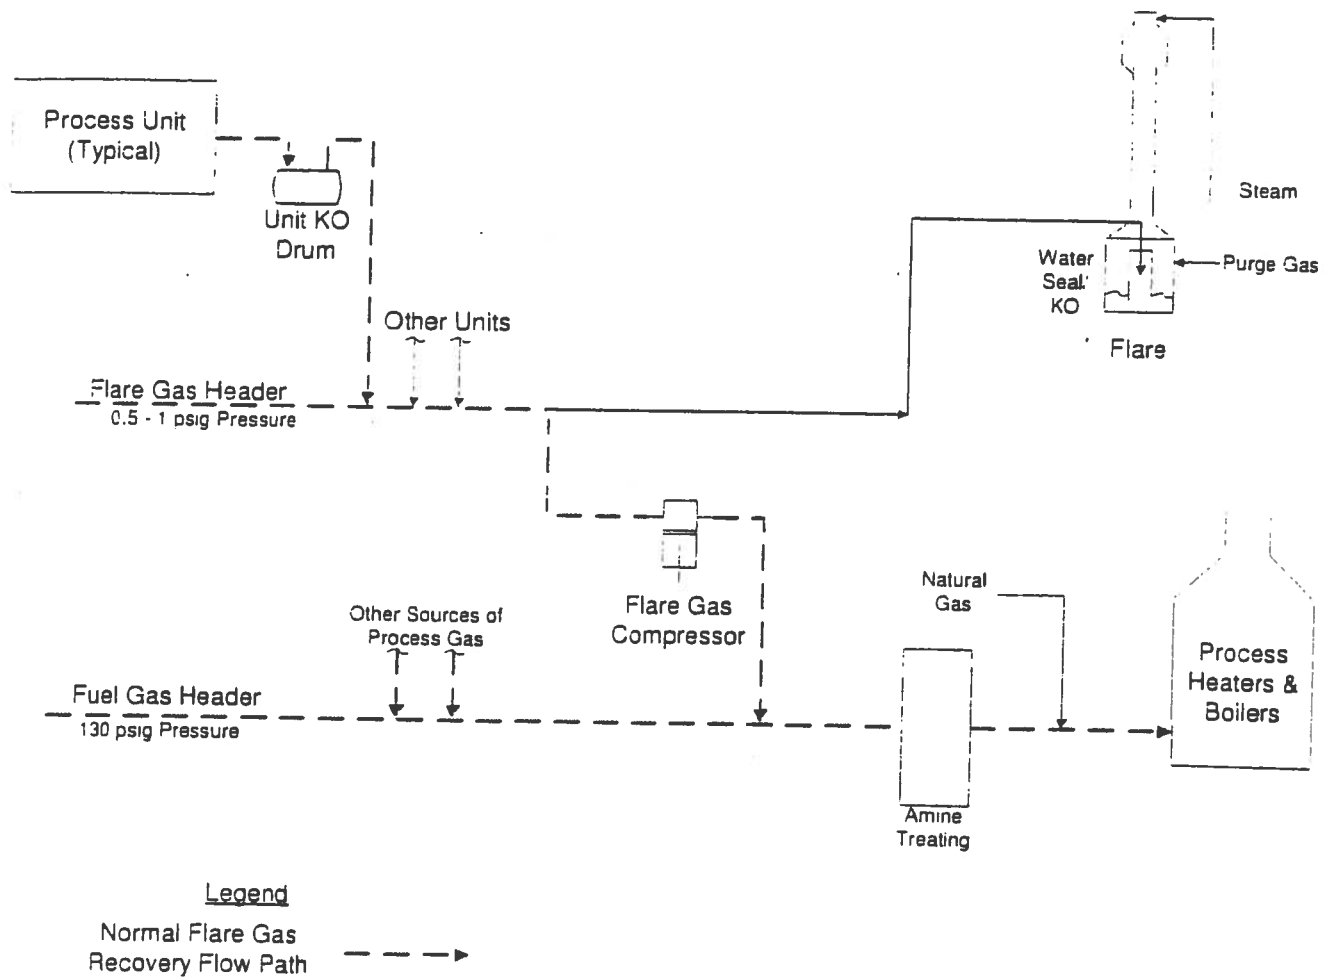 Process Unit
(Typical)
Unit KO
Drum
Steam
Water
Seal/
KO
Purge Gas
Flare
Other Units
Flare Gas Header
0.5 - 1 psig Pressure
Natural
Gas
Flare Gas
Compressor
Other Sources of
Process Gas
Process
Heaters &
Boilers
Fuel Gas Header
130 psig Pressure
Amine
Treating
Legend
Normal Flare Gas
Recovery Flow Path